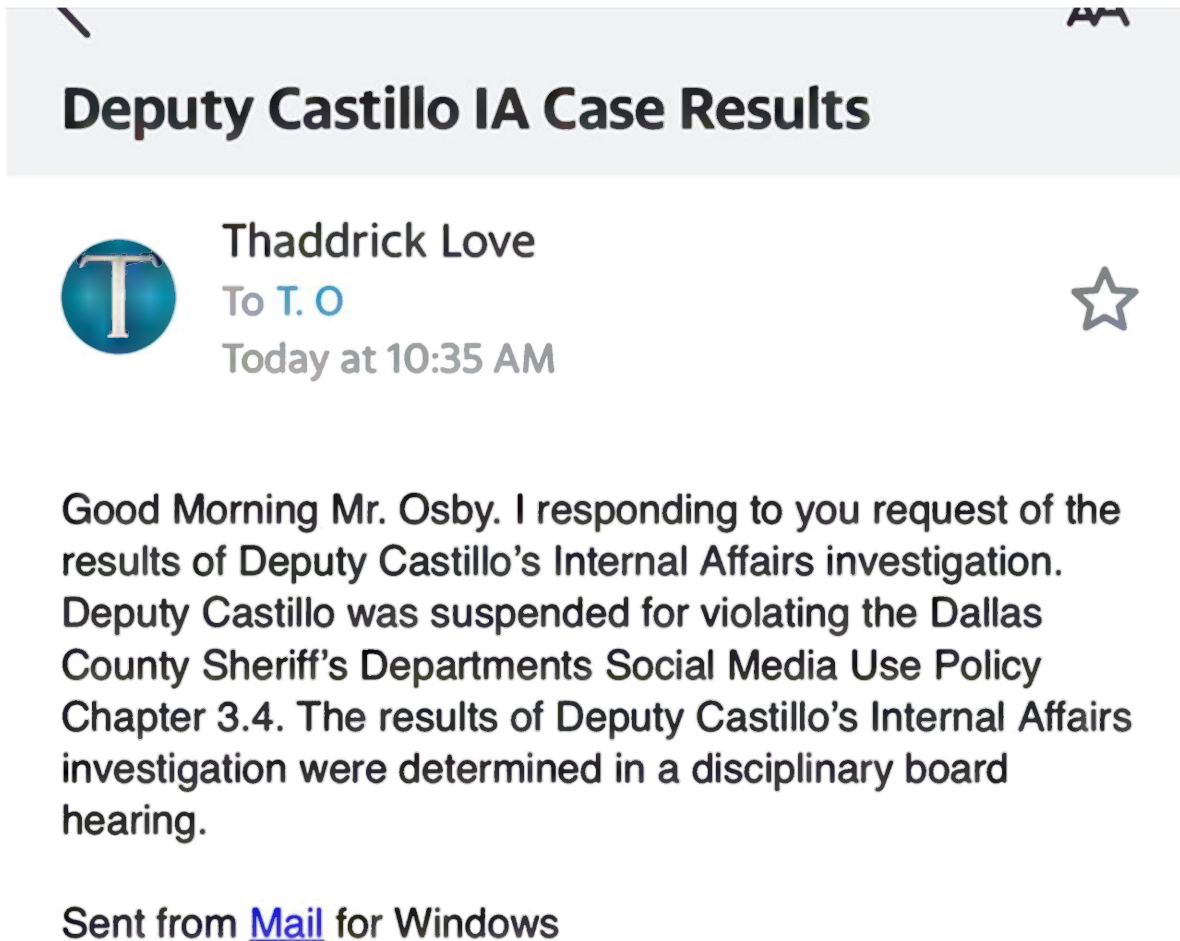 Deputy Castillo IA Case Results
T
Thaddrick Love
To T. O
Today at 10:35 AM
Good Morning Mr. Osby. I responding to you request of the
results of Deputy Castillo's Internal Affairs investigation.
Deputy Castillo was suspended for violating the Dallas
County Sheriff's Departments Social Media Use Policy
Chapter 3.4. The results of Deputy Castillo's Internal Affairs
investigation were determined in a disciplinary board
hearing.
Sent from Mail for Windows